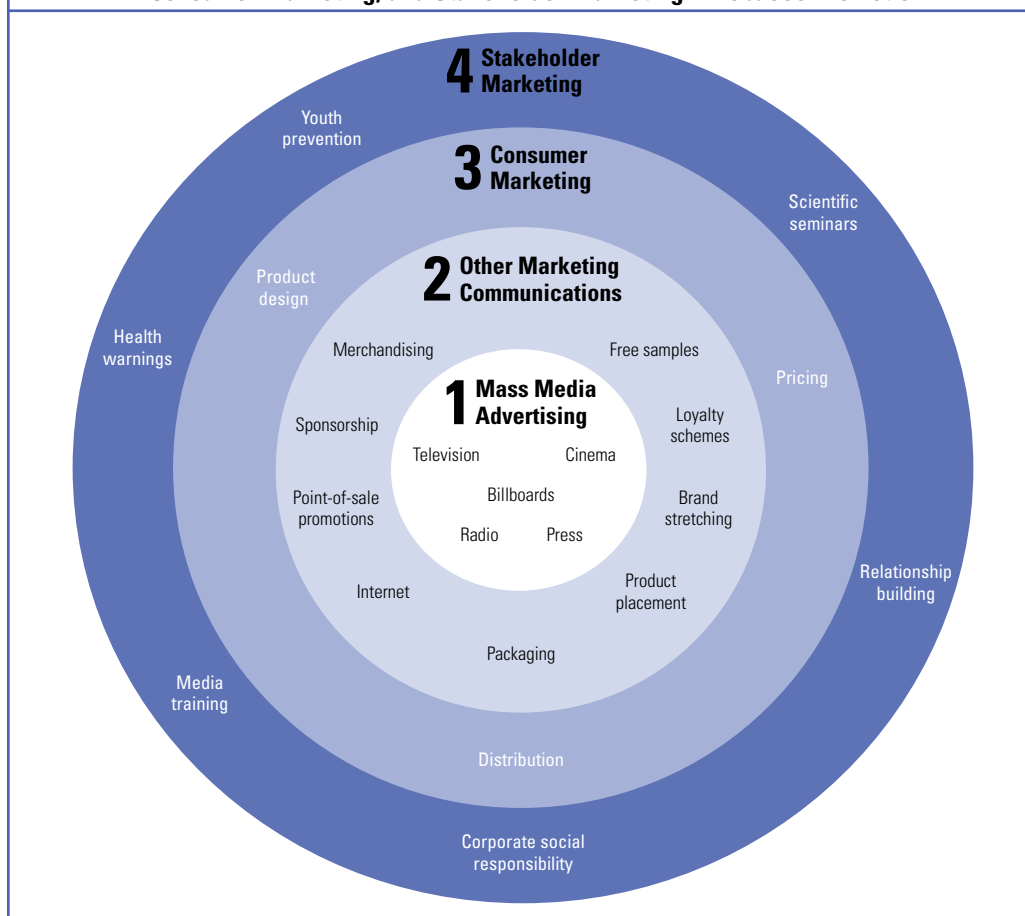 4 Stakeholder
Marketing
Youth
prevention
3 Consumer
Marketing
Scientific
seminars
2 Other Marketing
Communications
Product
design
Health
warnings
Merchandising
Free samples
Pricing
1 Mass Media
Advertising
Sponsorship
Loyalty
schemes
Television
Cinema
Point-of-sale
promotions
Billboards
Brand
stretching
Radio
Press
Internet
Product
placement
Relationship
building
Packaging
Media
training
Distribution
Corporate social
responsibility